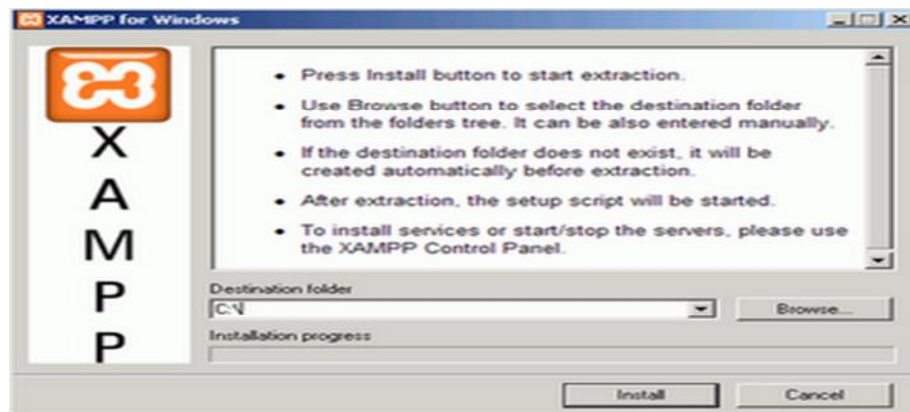 XAMPP for Windows
XAMPP
• Press Install button to start extraction.
• Use Browse button to select the destination folder
from the folders tree. It can be also entered manually.
• If the destination folder does not exist, it will be
created automatically before extraction.
• After extraction, the setup script will be started.
• To install services or start/stop the servers, please use
the XAMPP Control Panel.
Destination folder
C:\
Browse...
Installation progress
Install
Cancel